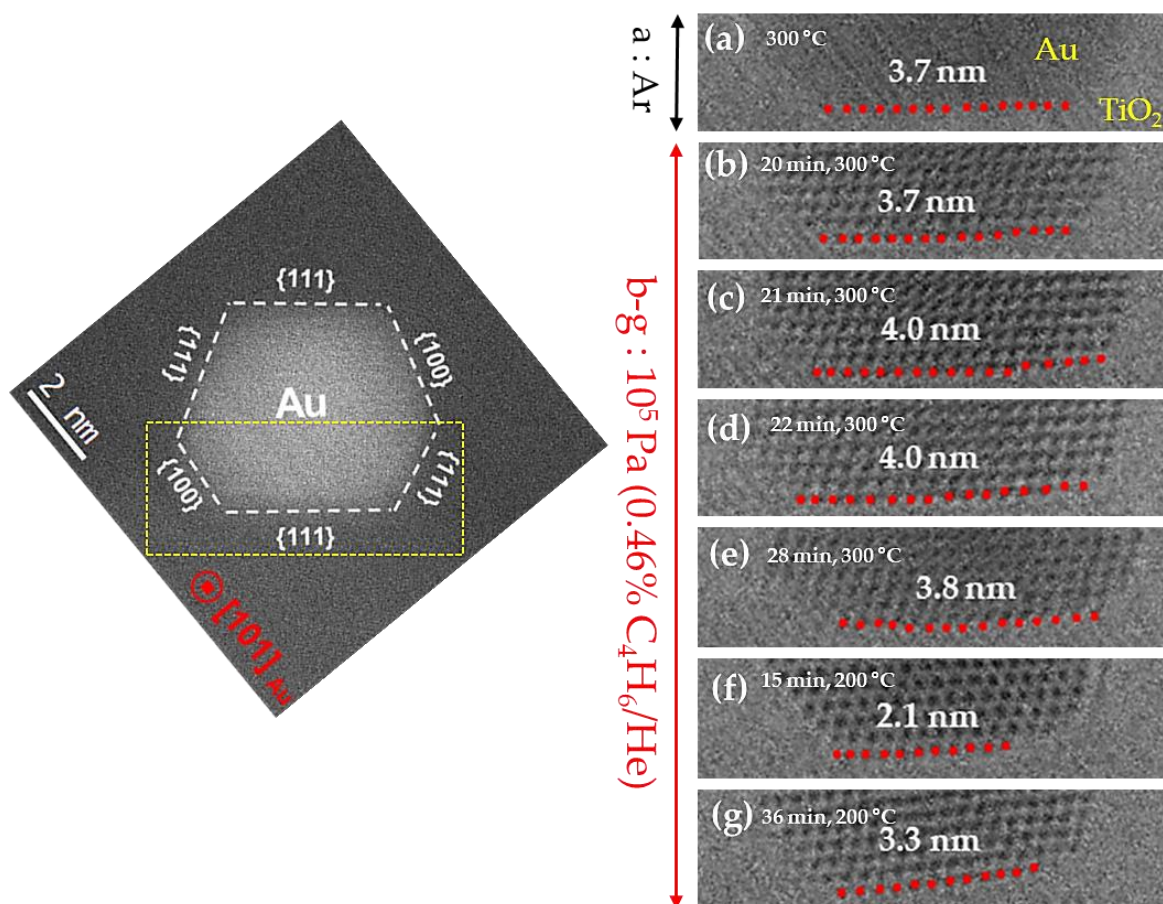 {111}
{111}
{100}
Au
{100}
{111}
{111}
2 nm
[101] Au
a : Ar
b-g : 10⁵ Pa (0.46% C₄H₆/He)
(a) 300 °C
Au
3.7 nm
TiO₂
(b) 20 min, 300 °C
3.7 nm
(c) 21 min, 300 °C
4.0 nm
(d) 22 min, 300 °C
4.0 nm
(e) 28 min, 300 °C
3.8 nm
(f) 15 min, 200 °C
2.1 nm
(g) 36 min, 200 °C
3.3 nm